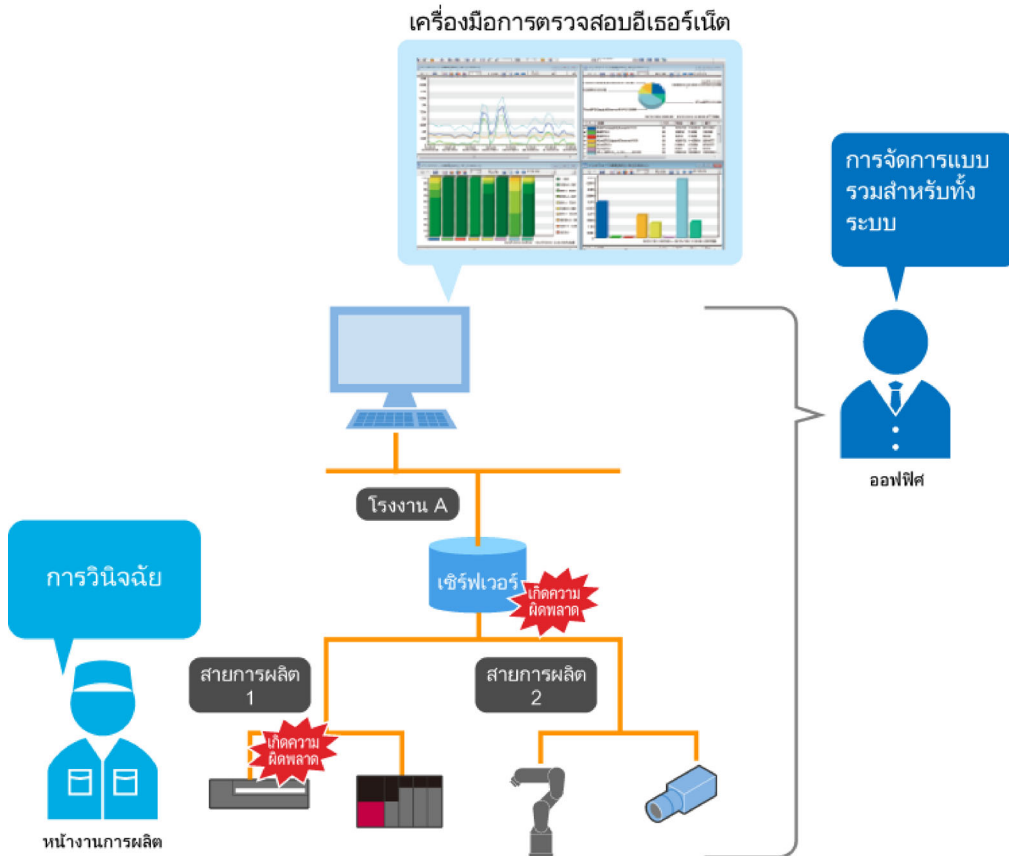 เครื่องมือการตรวจสอบอีเธอร์เน็ต
การจัดการแบบ
รวมสำหรับทั้ง
ระบบ
ออฟฟิศ
โรงงาน A
เซิร์ฟเวอร์
เกิดความ
ผิดพลาด
การวินิจฉัย
สายการผลิต
1
สายการผลิต
2
เกิดความ
ผิดพลาด
หน้างานการผลิต